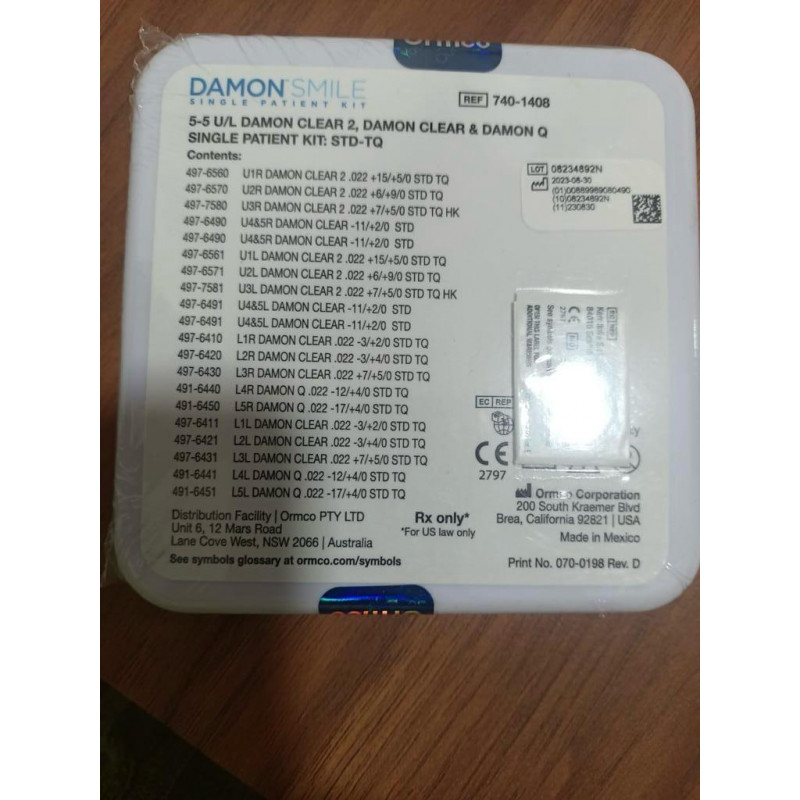 Ormco
DAMON™SMILE
SINGLE PATIENT KIT
REF 740-1408
5-5 U/L DAMON CLEAR 2, DAMON CLEAR & DAMON Q
SINGLE PATIENT KIT: STD-TQ
Contents:
497-6560 U1R DAMON CLEAR 2 .022 +15/+5/0 STD TQ
497-6570 U2R DAMON CLEAR 2 .022 +6/+9/0 STD TQ
497-7580 U3R DAMON CLEAR 2 .022 +7/+5/0 STD TQ HK
497-6490 U4&5R DAMON CLEAR -11/+2/0 STD
497-6490 U4&5R DAMON CLEAR -11/+2/0 STD
497-6561 U1L DAMON CLEAR 2 .022 +15/+5/0 STD TQ
497-6571 U2L DAMON CLEAR 2 .022 +6/+9/0 STD TQ
497-7581 U3L DAMON CLEAR 2 .022 +7/+5/0 STD TQ HK
497-6491 U4&5L DAMON CLEAR -11/+2/0 STD
497-6491 U4&5L DAMON CLEAR -11/+2/0 STD
497-6410 L1R DAMON CLEAR .022 -3/+2/0 STD TQ
497-6420 L2R DAMON CLEAR .022 -3/+4/0 STD TQ
497-6430 L3R DAMON CLEAR .022 +7/+5/0 STD TQ
491-6440 L4R DAMON Q .022 -12/+4/0 STD TQ
491-6450 L5R DAMON Q .022 -17/+4/0 STD TQ
497-6411 L1L DAMON CLEAR .022 -3/+2/0 STD TQ
497-6421 L2L DAMON CLEAR .022 -3/+4/0 STD TQ
497-6431 L3L DAMON CLEAR .022 +7/+5/0 STD TQ
491-6441 L4L DAMON Q .022 -12/+4/0 STD TQ
491-6451 L5L DAMON Q .022 -17/+4/0 STD TQ
LOT 08234892N
2023-08-30
(01)00889989080490
(10)08234892N
(11)230830
EC REP
CE
2797
Distribution Facility | Ormco PTY LTD
Unit 6, 12 Mars Road
Lane Cove West, NSW 2066 | Australia
See symbols glossary at ormco.com/symbols
Rx only*
*For US law only
Ormco Corporation
200 South Kraemer Blvd
Brea, California 92821 | USA
Made in Mexico
Print No. 070-0198 Rev. D